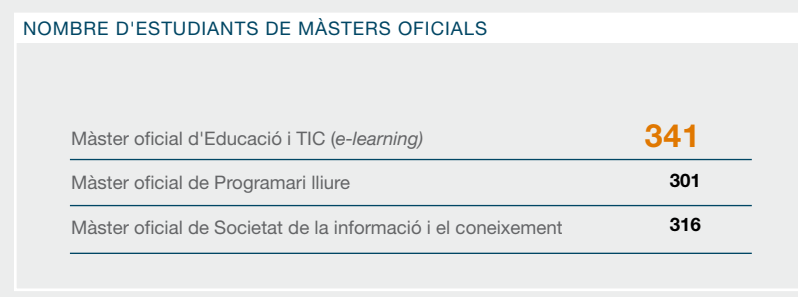 NOMBRE D'ESTUDIANTS DE MÀSTERS OFICIALS
Màster oficial d'Educació i TIC (e-learning) 341
Màster oficial de Programari lliure 301
Màster oficial de Societat de la informació i el coneixement 316